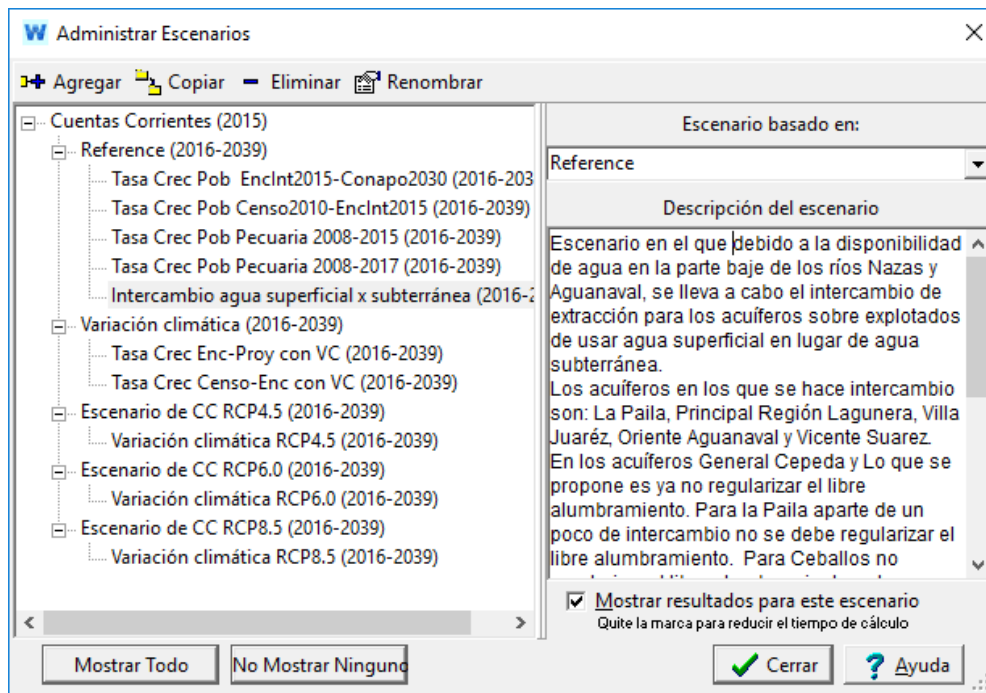 W Administrar Escenarios
Agregar Copiar Eliminar Renombrar
Cuentas Corrientes (2015)
Reference (2016-2039)
Tasa Crec Pob EncInt2015-Conapo2030 (2016-203
Tasa Crec Pob Censo2010-EncInt2015 (2016-2039)
Tasa Crec Pob Pecuaria 2008-2015 (2016-2039)
Tasa Crec Pob Pecuaria 2008-2017 (2016-2039)
Intercambio agua superficial x subterránea (2016-2
Variación climática (2016-2039)
Tasa Crec Enc-Proy con VC (2016-2039)
Tasa Crec Censo-Enc con VC (2016-2039)
Escenario de CC RCP4.5 (2016-2039)
Variación climática RCP4.5 (2016-2039)
Escenario de CC RCP6.0 (2016-2039)
Variación climática RCP6.0 (2016-2039)
Escenario de CC RCP8.5 (2016-2039)
Variación climática RCP8.5 (2016-2039)
Escenario basado en:
Reference
Descripción del escenario
Escenario en el que debido a la disponibilidad
de agua en la parte baje de los ríos Nazas y
Aguanaval, se lleva a cabo el intercambio de
extracción para los acuíferos sobre explotados
de usar agua superficial en lugar de agua
subterránea.
Los acuíferos en los que se hace intercambio
son: La Paila, Principal Región Lagunera, Villa
Juaréz, Oriente Aguanaval y Vicente Suarez.
En los acuíferos General Cepeda y Lo que se
propone es ya no regularizar el libre
alumbramiento. Para la Paila aparte de un
poco de intercambio no se debe regularizar el
libre alumbramiento. Para Ceballos no
Mostrar resultados para este escenario
Quite la marca para reducir el tiempo de cálculo
Mostrar Todo No Mostrar Ninguno Cerrar Ayuda